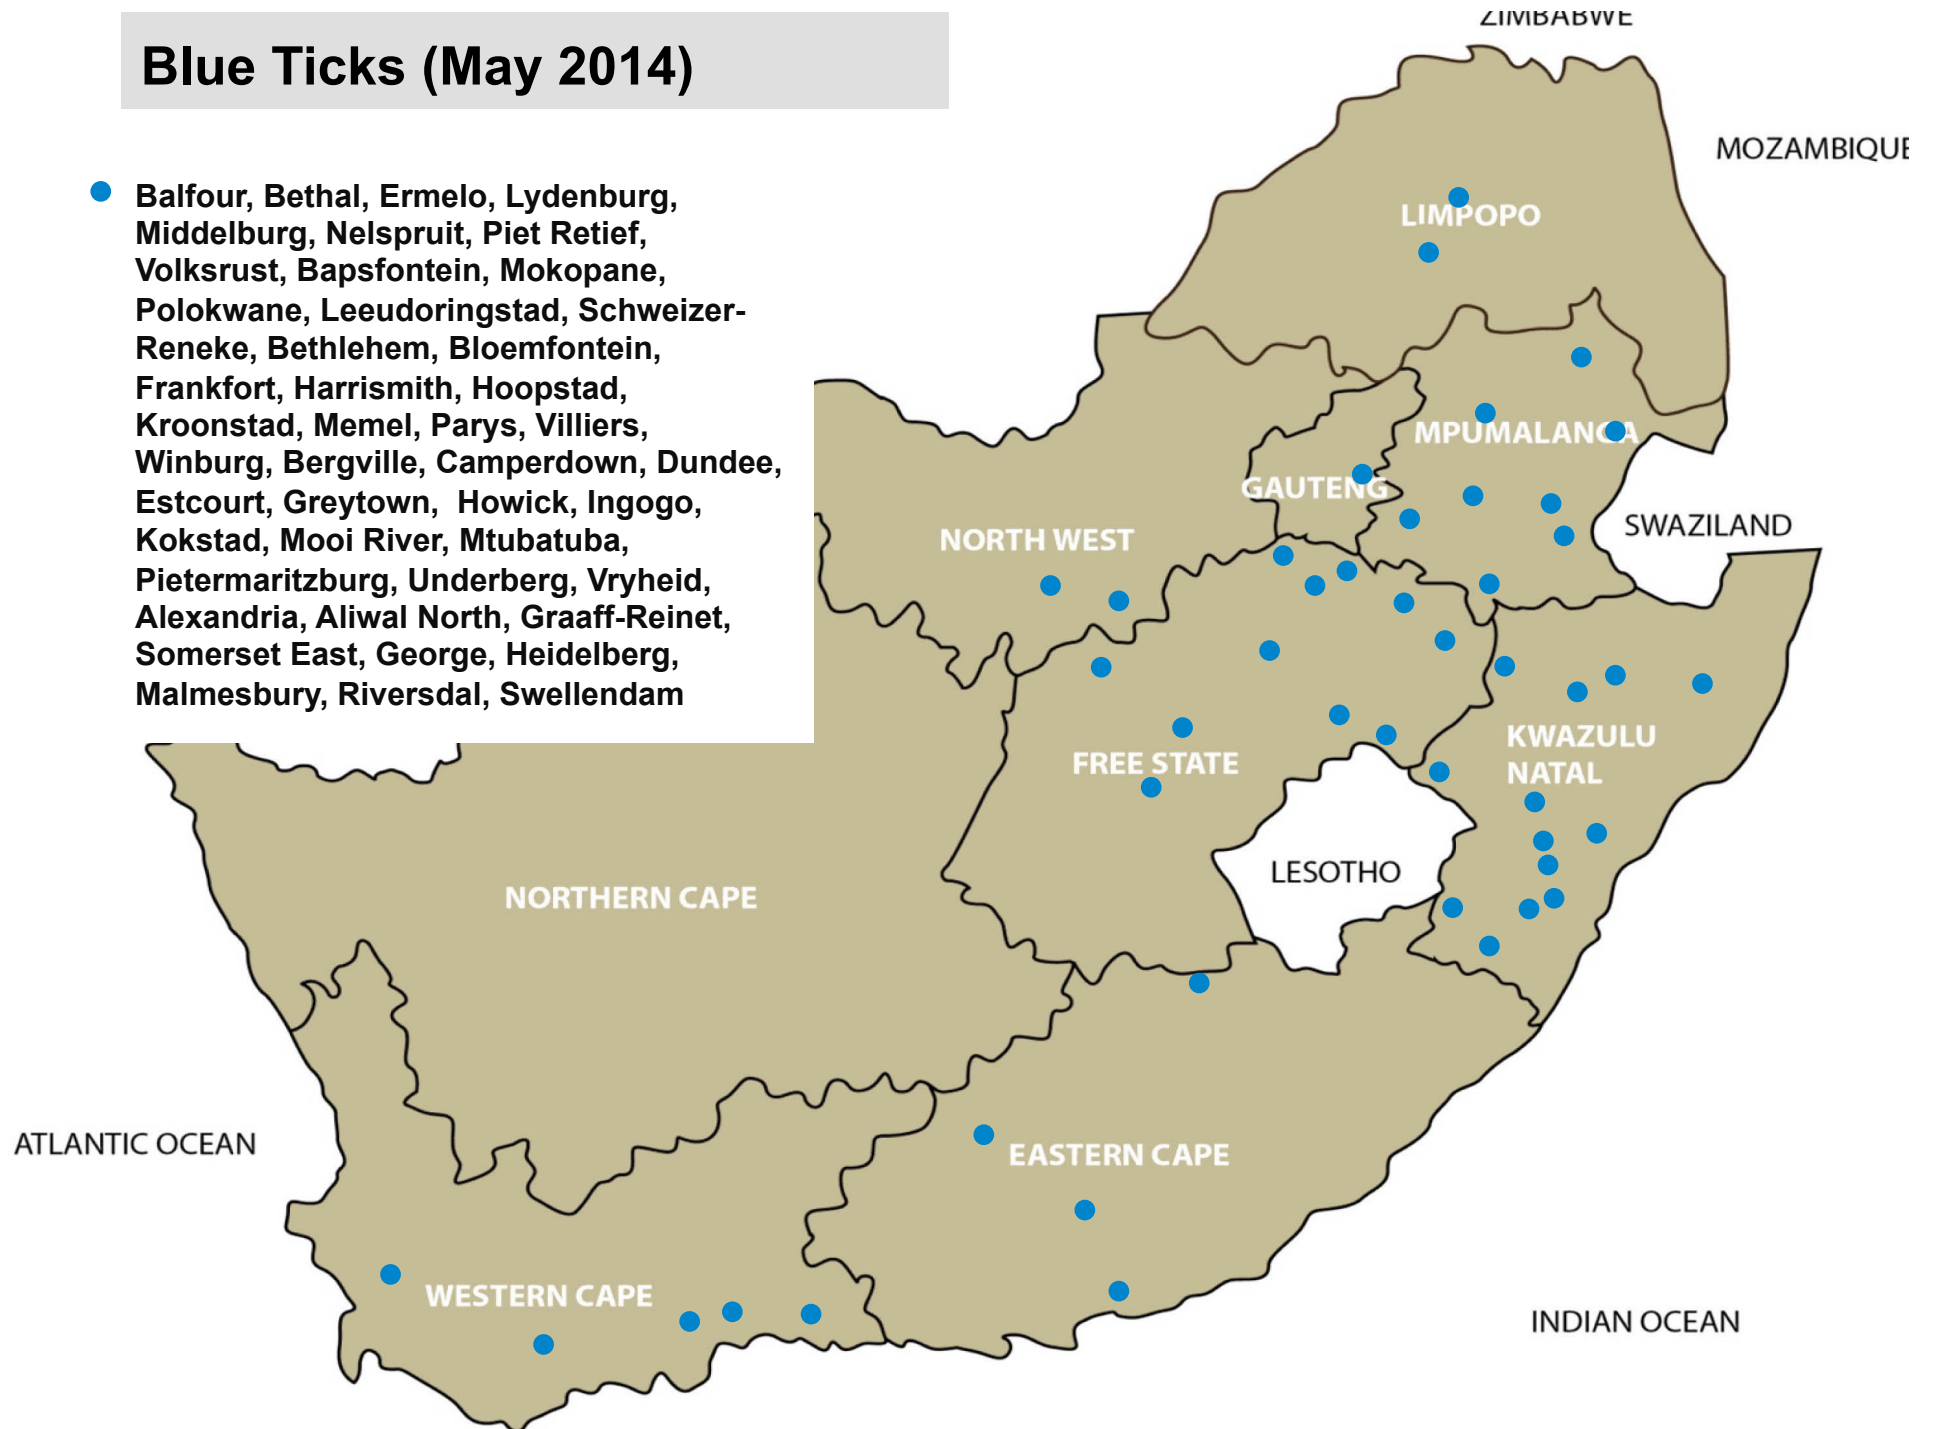 Blue Ticks (May 2014)
Balfour, Bethal, Ermelo, Lydenburg,
Middelburg, Nelspruit, Piet Retief,
Volksrust, Bapsfontein, Mokopane,
Polokwane, Leeudoringstad, Schweizer-
Reneke, Bethlehem, Bloemfontein,
Frankfort, Harrismith, Hoopstad,
Kroonstad, Memel, Parys, Villiers,
Winburg, Bergville, Camperdown, Dundee,
Estcourt, Greytown, Howick, Ingogo,
Kokstad, Mooi River, Mtubatuba,
Pietermaritzburg, Underberg, Vryheid,
Alexandria, Aliwal North, Graaff-Reinet,
Somerset East, George, Heidelberg,
Malmesbury, Riversdal, Swellendam
ZIMBABWE
MOZAMBIQUE
LIMPOPO
MPUMALANGA
GAUTENG
SWAZILAND
NORTH WEST
KWAZULU
NATAL
FREE STATE
LESOTHO
NORTHERN CAPE
ATLANTIC OCEAN
EASTERN CAPE
WESTERN CAPE
INDIAN OCEAN